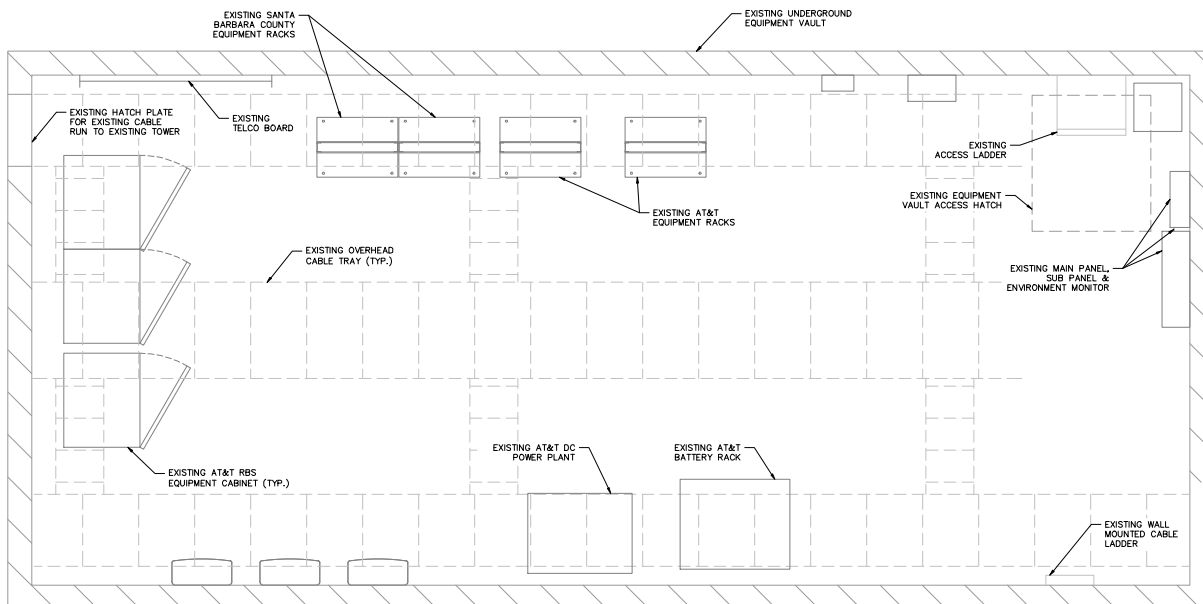 EXISTING SANTA
BARBARA COUNTY
EQUIPMENT RACKS
EXISTING UNDERGROUND
EQUIPMENT VAULT
EXISTING HATCH PLATE
FOR EXISTING CABLE
RUN TO EXISTING TOWER
EXISTING
TELCO BOARD
EXISTING
ACCESS LADDER
EXISTING EQUIPMENT
VAULT ACCESS HATCH
EXISTING AT&T
EQUIPMENT RACKS
EXISTING OVERHEAD
CABLE TRAY (TYP.)
EXISTING MAIN PANEL,
SUB PANEL &
ENVIRONMENT MONITOR
EXISTING AT&T DC
POWER PLANT
EXISTING AT&T
BATTERY RACK
EXISTING AT&T RBS
EQUIPMENT CABINET (TYP.)
EXISTING WALL
MOUNTED CABLE
LADDER